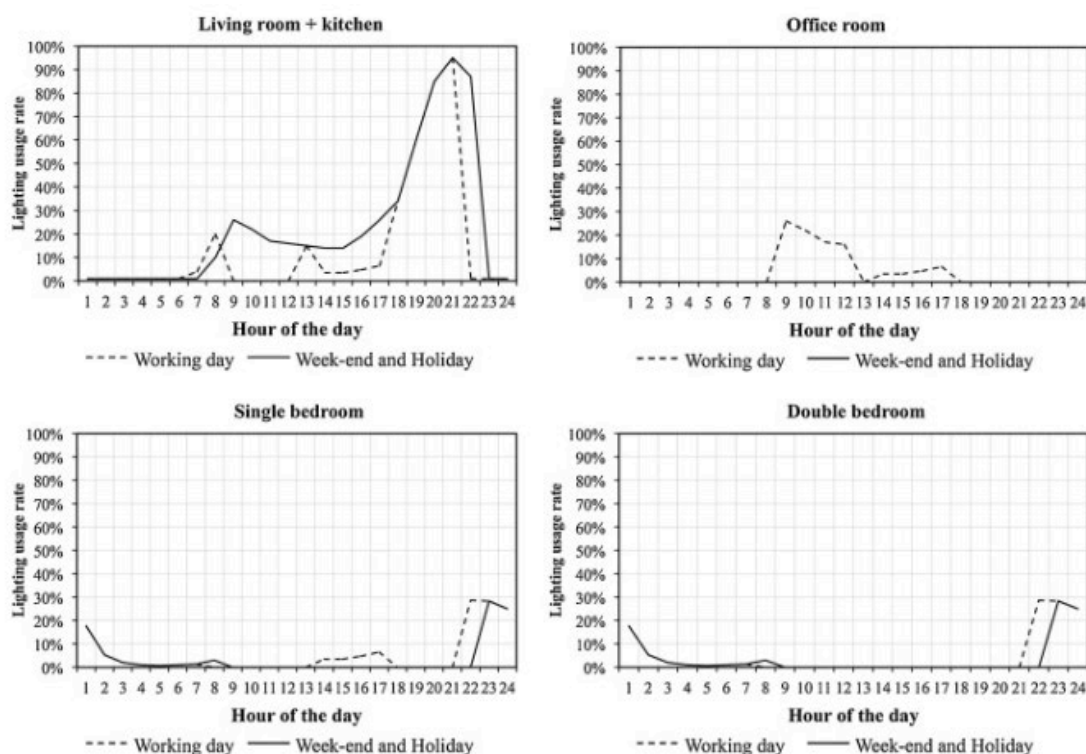 Living room + kitchen
Lighting usage rate
100%
90%
80%
70%
60%
50%
40%
30%
20%
10%
0%
1 2 3 4 5 6 7 8 9 10 11 12 13 14 15 16 17 18 19 20 21 22 23 24
Hour of the day
Working day Week-end and Holiday
Office room
Lighting usage rate
100%
90%
80%
70%
60%
50%
40%
30%
20%
10%
0%
1 2 3 4 5 6 7 8 9 10 11 12 13 14 15 16 17 18 19 20 21 22 23 24
Hour of the day
Working day Week-end and Holiday
Single bedroom
Lighting usage rate
100%
90%
80%
70%
60%
50%
40%
30%
20%
10%
0%
1 2 3 4 5 6 7 8 9 10 11 12 13 14 15 16 17 18 19 20 21 22 23 24
Hour of the day
Working day Week-end and Holiday
Double bedroom
Lighting usage rate
100%
90%
80%
70%
60%
50%
40%
30%
20%
10%
0%
1 2 3 4 5 6 7 8 9 10 11 12 13 14 15 16 17 18 19 20 21 22 23 24
Hour of the day
Working day Week-end and Holiday